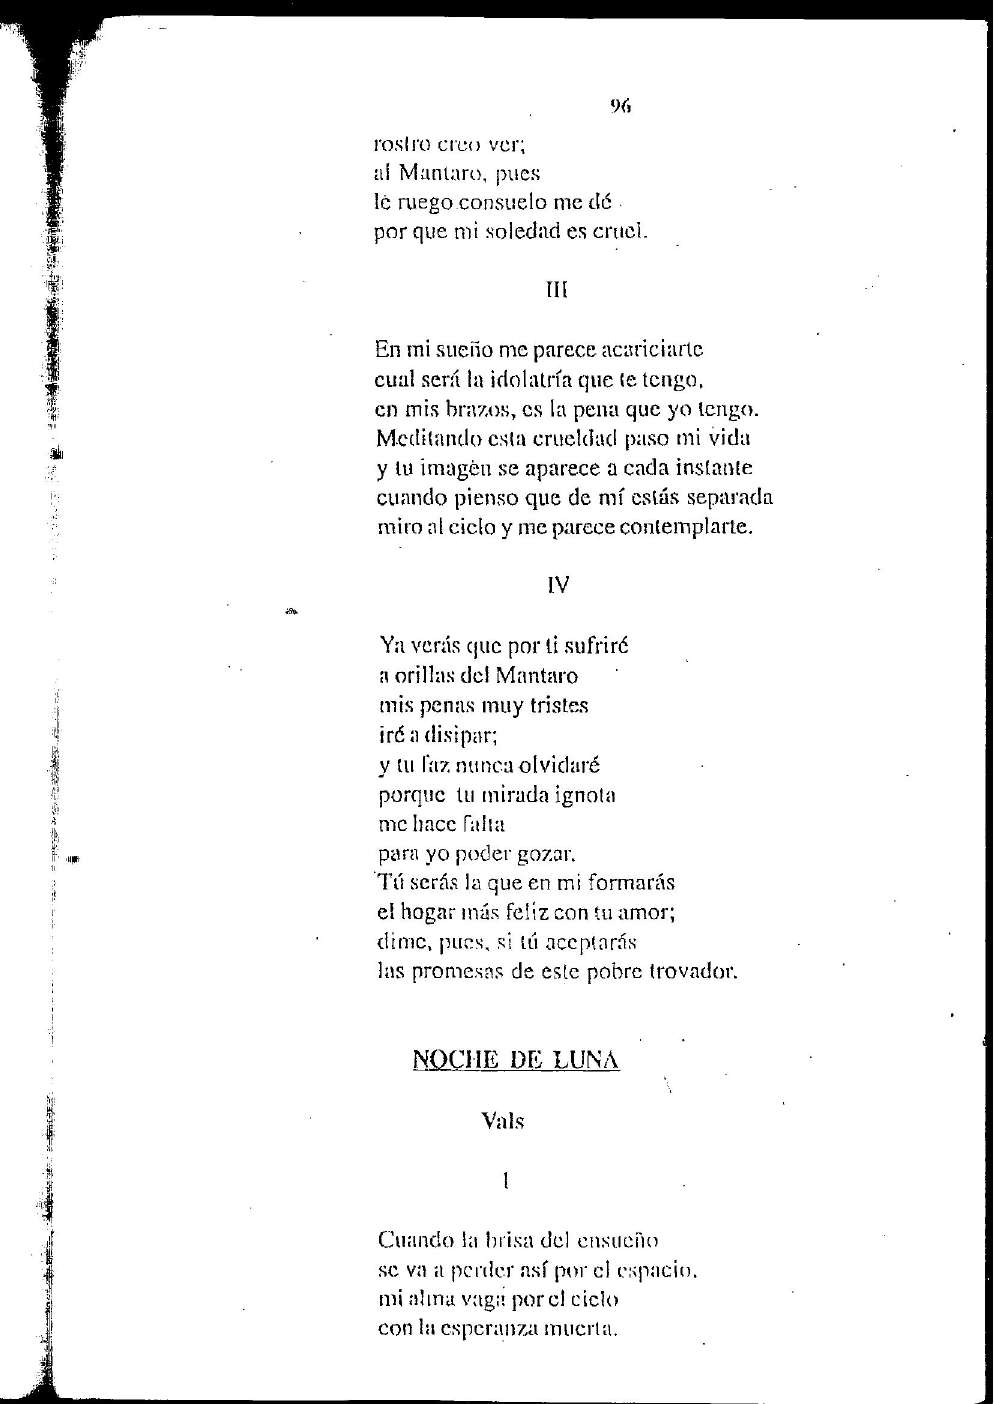 96
rostro creo ver;
al Mantaro, pues
le ruego consuelo me dé
por que mi soledad es cruel.
III
En mi sueño me parece acariciarte
cual será la idolatría que te tengo,
en mis brazos, es la pena que yo tengo.
Meditando esta crueldad paso mi vida
y tu imagén se aparece a cada instante
cuando pienso que de mí estás separada
miro al cielo y me parece contemplarte.
IV
Ya verás que por ti sufriré
a orillas del Mantaro
mis penas muy tristes
iré a disipar;
y tu faz nunca olvidaré
porque tu mirada ignota
me hace falta
para yo poder gozar.
Tú serás la que en mi formarás
el hogar más feliz con tu amor;
dime, pues, si tú aceptarás
las promesas de este pobre trovador.
NOCHE DE LUNA
Vals
I
Cuando la brisa del ensueño
se va a perder así por el espacio,
mi alma vaga por el cielo
con la esperanza muerta.